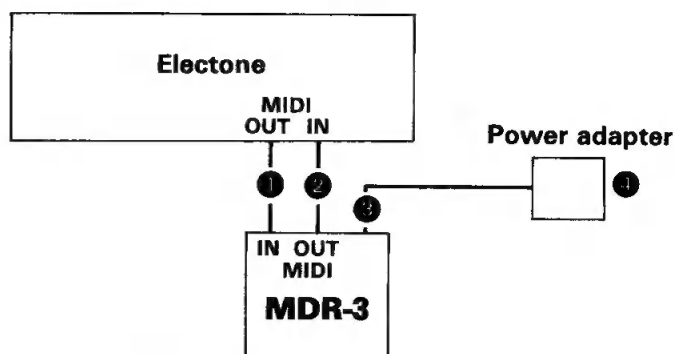 Electone
MIDI
OUT IN
Power adapter
1
2
3
4
IN OUT
MIDI
MDR-3